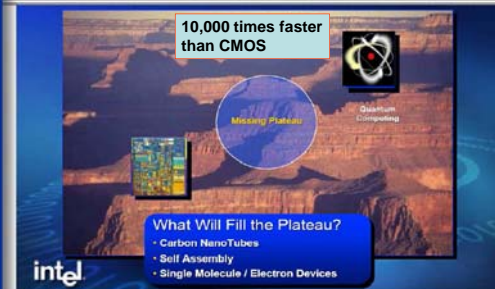 10,000 times faster
than CMOS
Quantum
Computing
Missing Plateau
What Will Fill the Plateau?
• Carbon NanoTubes
• Self Assembly
• Single Molecule / Electron Devices
intel